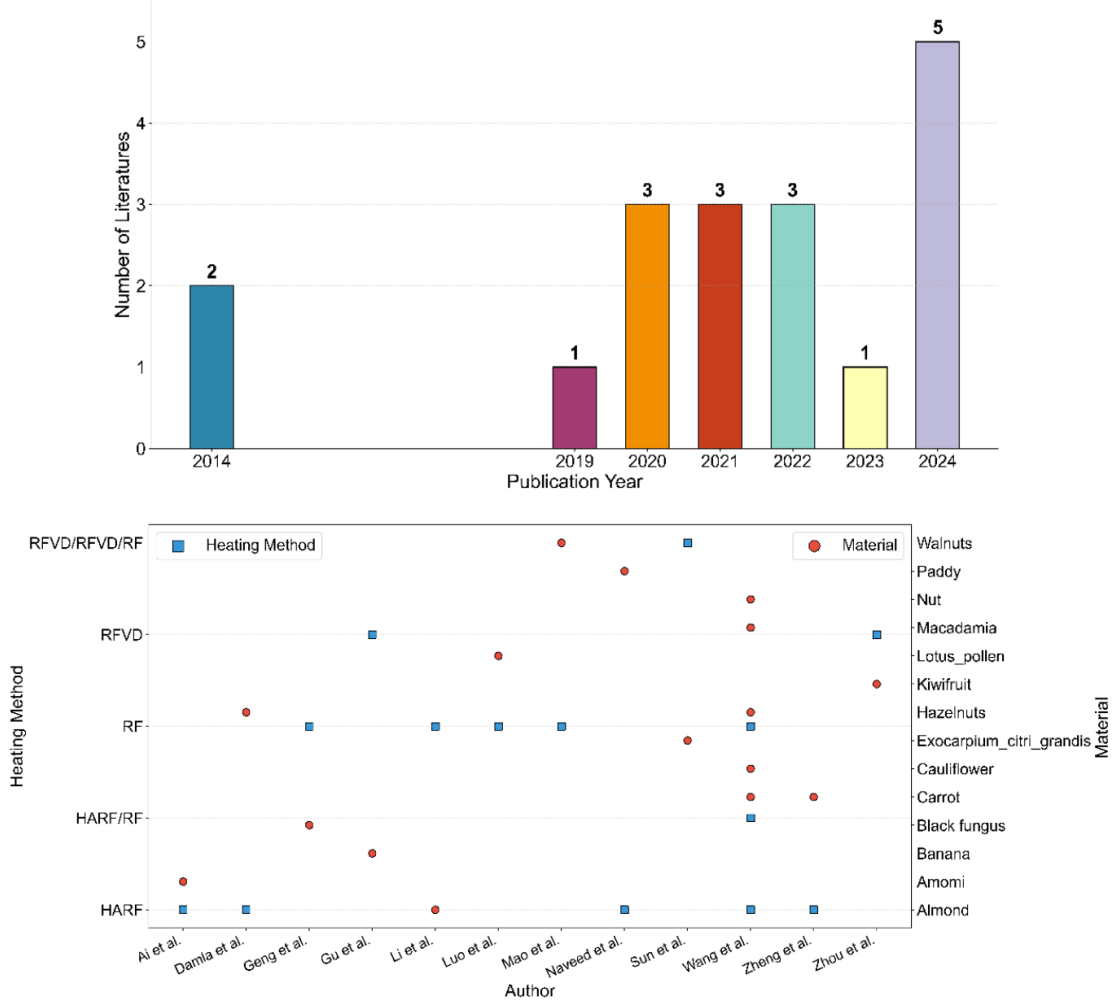 5
4
3
2
1
0
Number of Literatures
2
1
3
3
3
1
5
2014
2019
2020
2021
2022
2023
2024
Publication Year
Heating Method
RFVD/RFVD/RF
RFVD
RF
HARF/RF
HARF
Heating Method
Material
Walnuts
Paddy
Nut
Macadamia
Lotus_pollen
Kiwifruit
Hazelnuts
Exocarpium_citri_grandis
Cauliflower
Carrot
Black fungus
Banana
Amomi
Almond
Material
Ai et al.
Damla et al.
Geng et al.
Gu et al.
Li et al.
Luo et al.
Mao et al.
Naveed et al.
Sun et al.
Wang et al.
Zheng et al.
Zhou et al.
Author